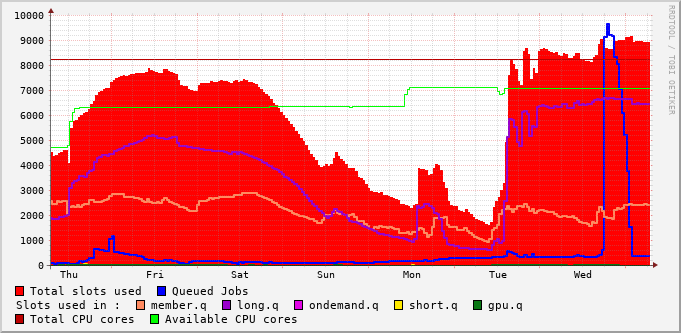 10000
9000
8000
7000
6000
5000
4000
3000
2000
1000
0
Thu Fri Sat Sun Mon Tue Wed
RRDTOOL / TOBI OETIKER
Total slots used Queued Jobs
Slots used in : member.q long.q ondemand.q short.q gpu.q
Total CPU cores Available CPU cores